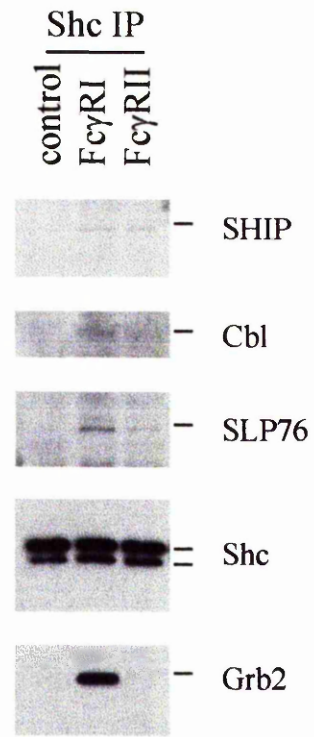 Shc IP
control
FcγRI
FcγRII
SHIP
Cbl
SLP76
Shc
Grb2